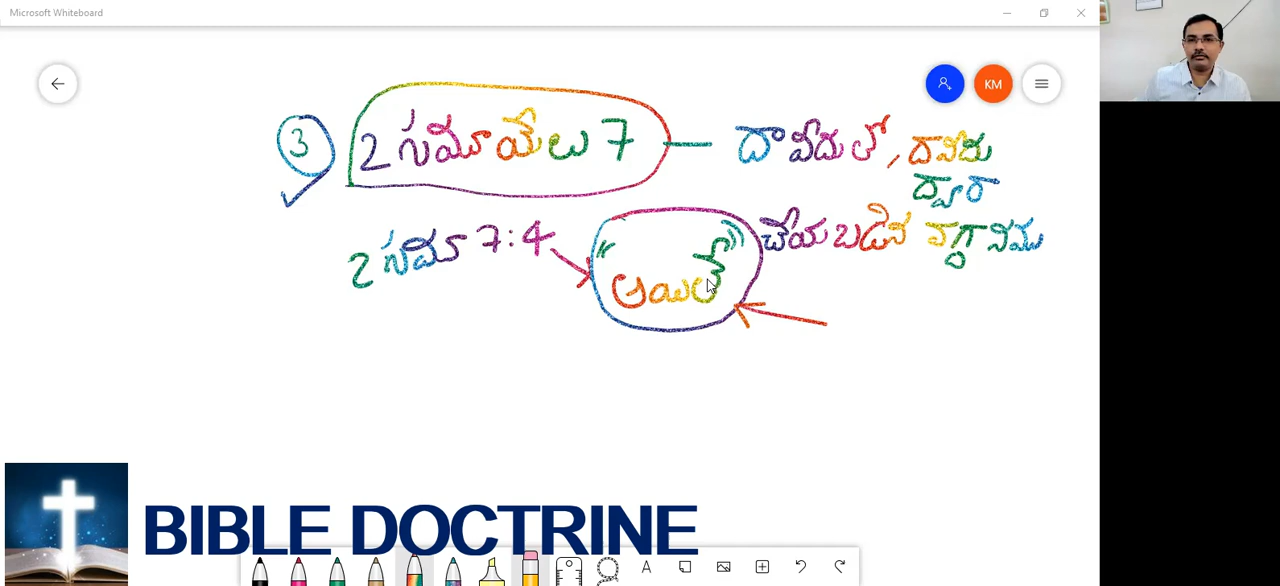 Microsoft Whiteboard
KM
3 2 సమూయేలు 7 — దావీదులో, దావీదు
ద్వారా
చేయబడిన వాగ్దానము
2 సమూ 7:4 "అయితే"
BIBLE DOCTRINE